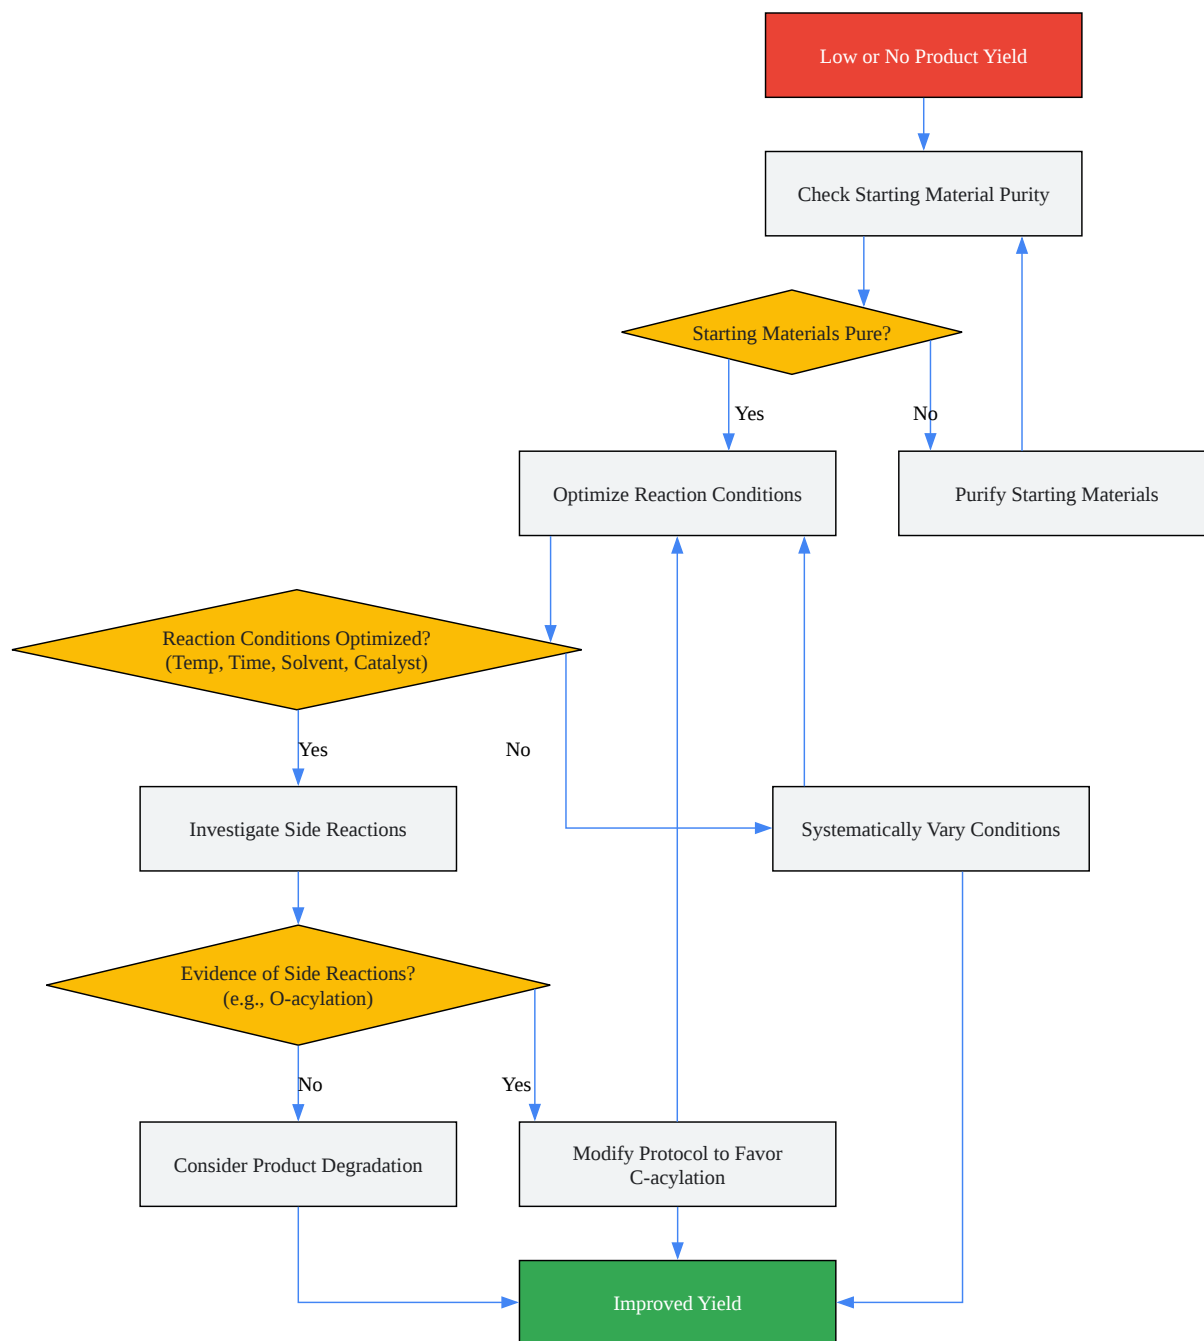 Low or No Product Yield
Check Starting Material Purity
Starting Materials Pure?
Yes
No
Optimize Reaction Conditions
Purify Starting Materials
Reaction Conditions Optimized?
(Temp, Time, Solvent, Catalyst)
Yes
No
Investigate Side Reactions
Systematically Vary Conditions
Evidence of Side Reactions?
(e.g., O-acylation)
No
Yes
Consider Product Degradation
Modify Protocol to Favor
C-acylation
Improved Yield